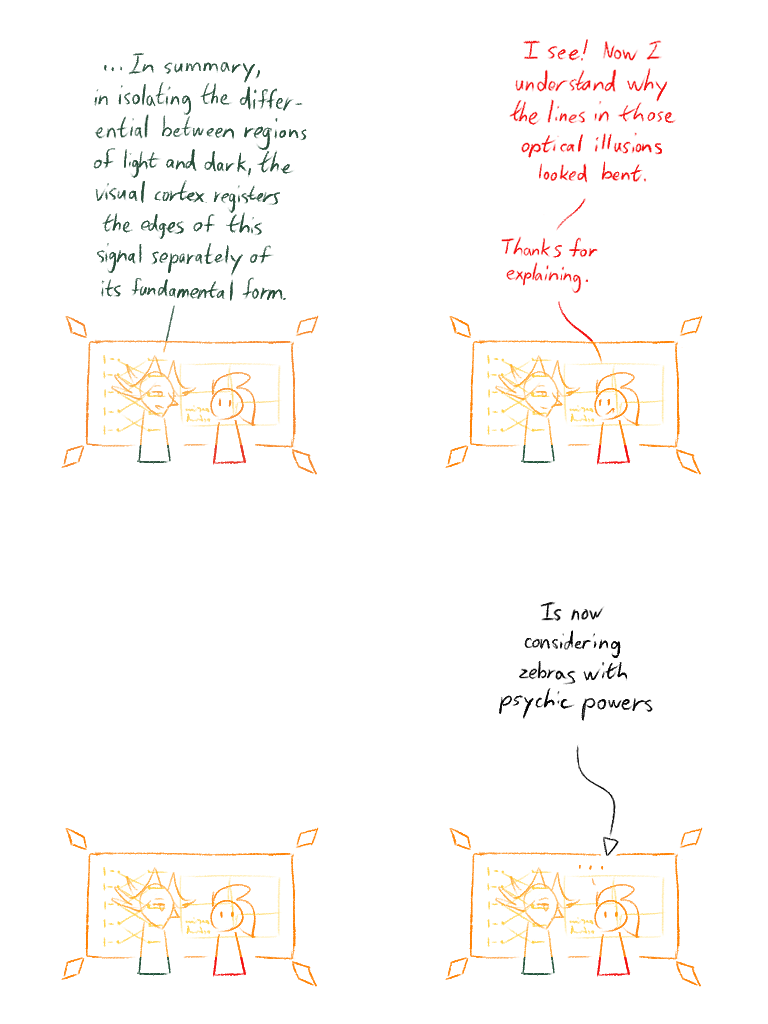 ... In summary,
in isolating the differ-
ential between regions
of light and dark, the
visual cortex registers
the edges of this
signal separately of
its fundamental form.
I see! Now I
understand why
the lines in those
optical illusions
looked bent.
Thanks for
explaining.
Is now
considering
zebras with
psychic powers
...